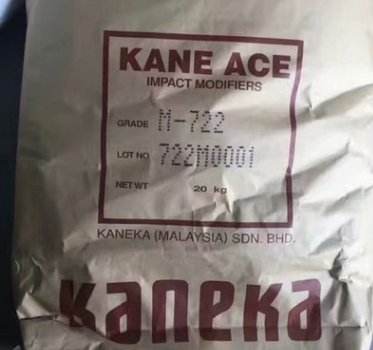 KANE ACE
IMPACT MODIFIERS
GRADE M-722
LOT NO 722M0001
NET WT 20 kg
KANEKA (MALAYSIA) SDN. BHD.
kaneka